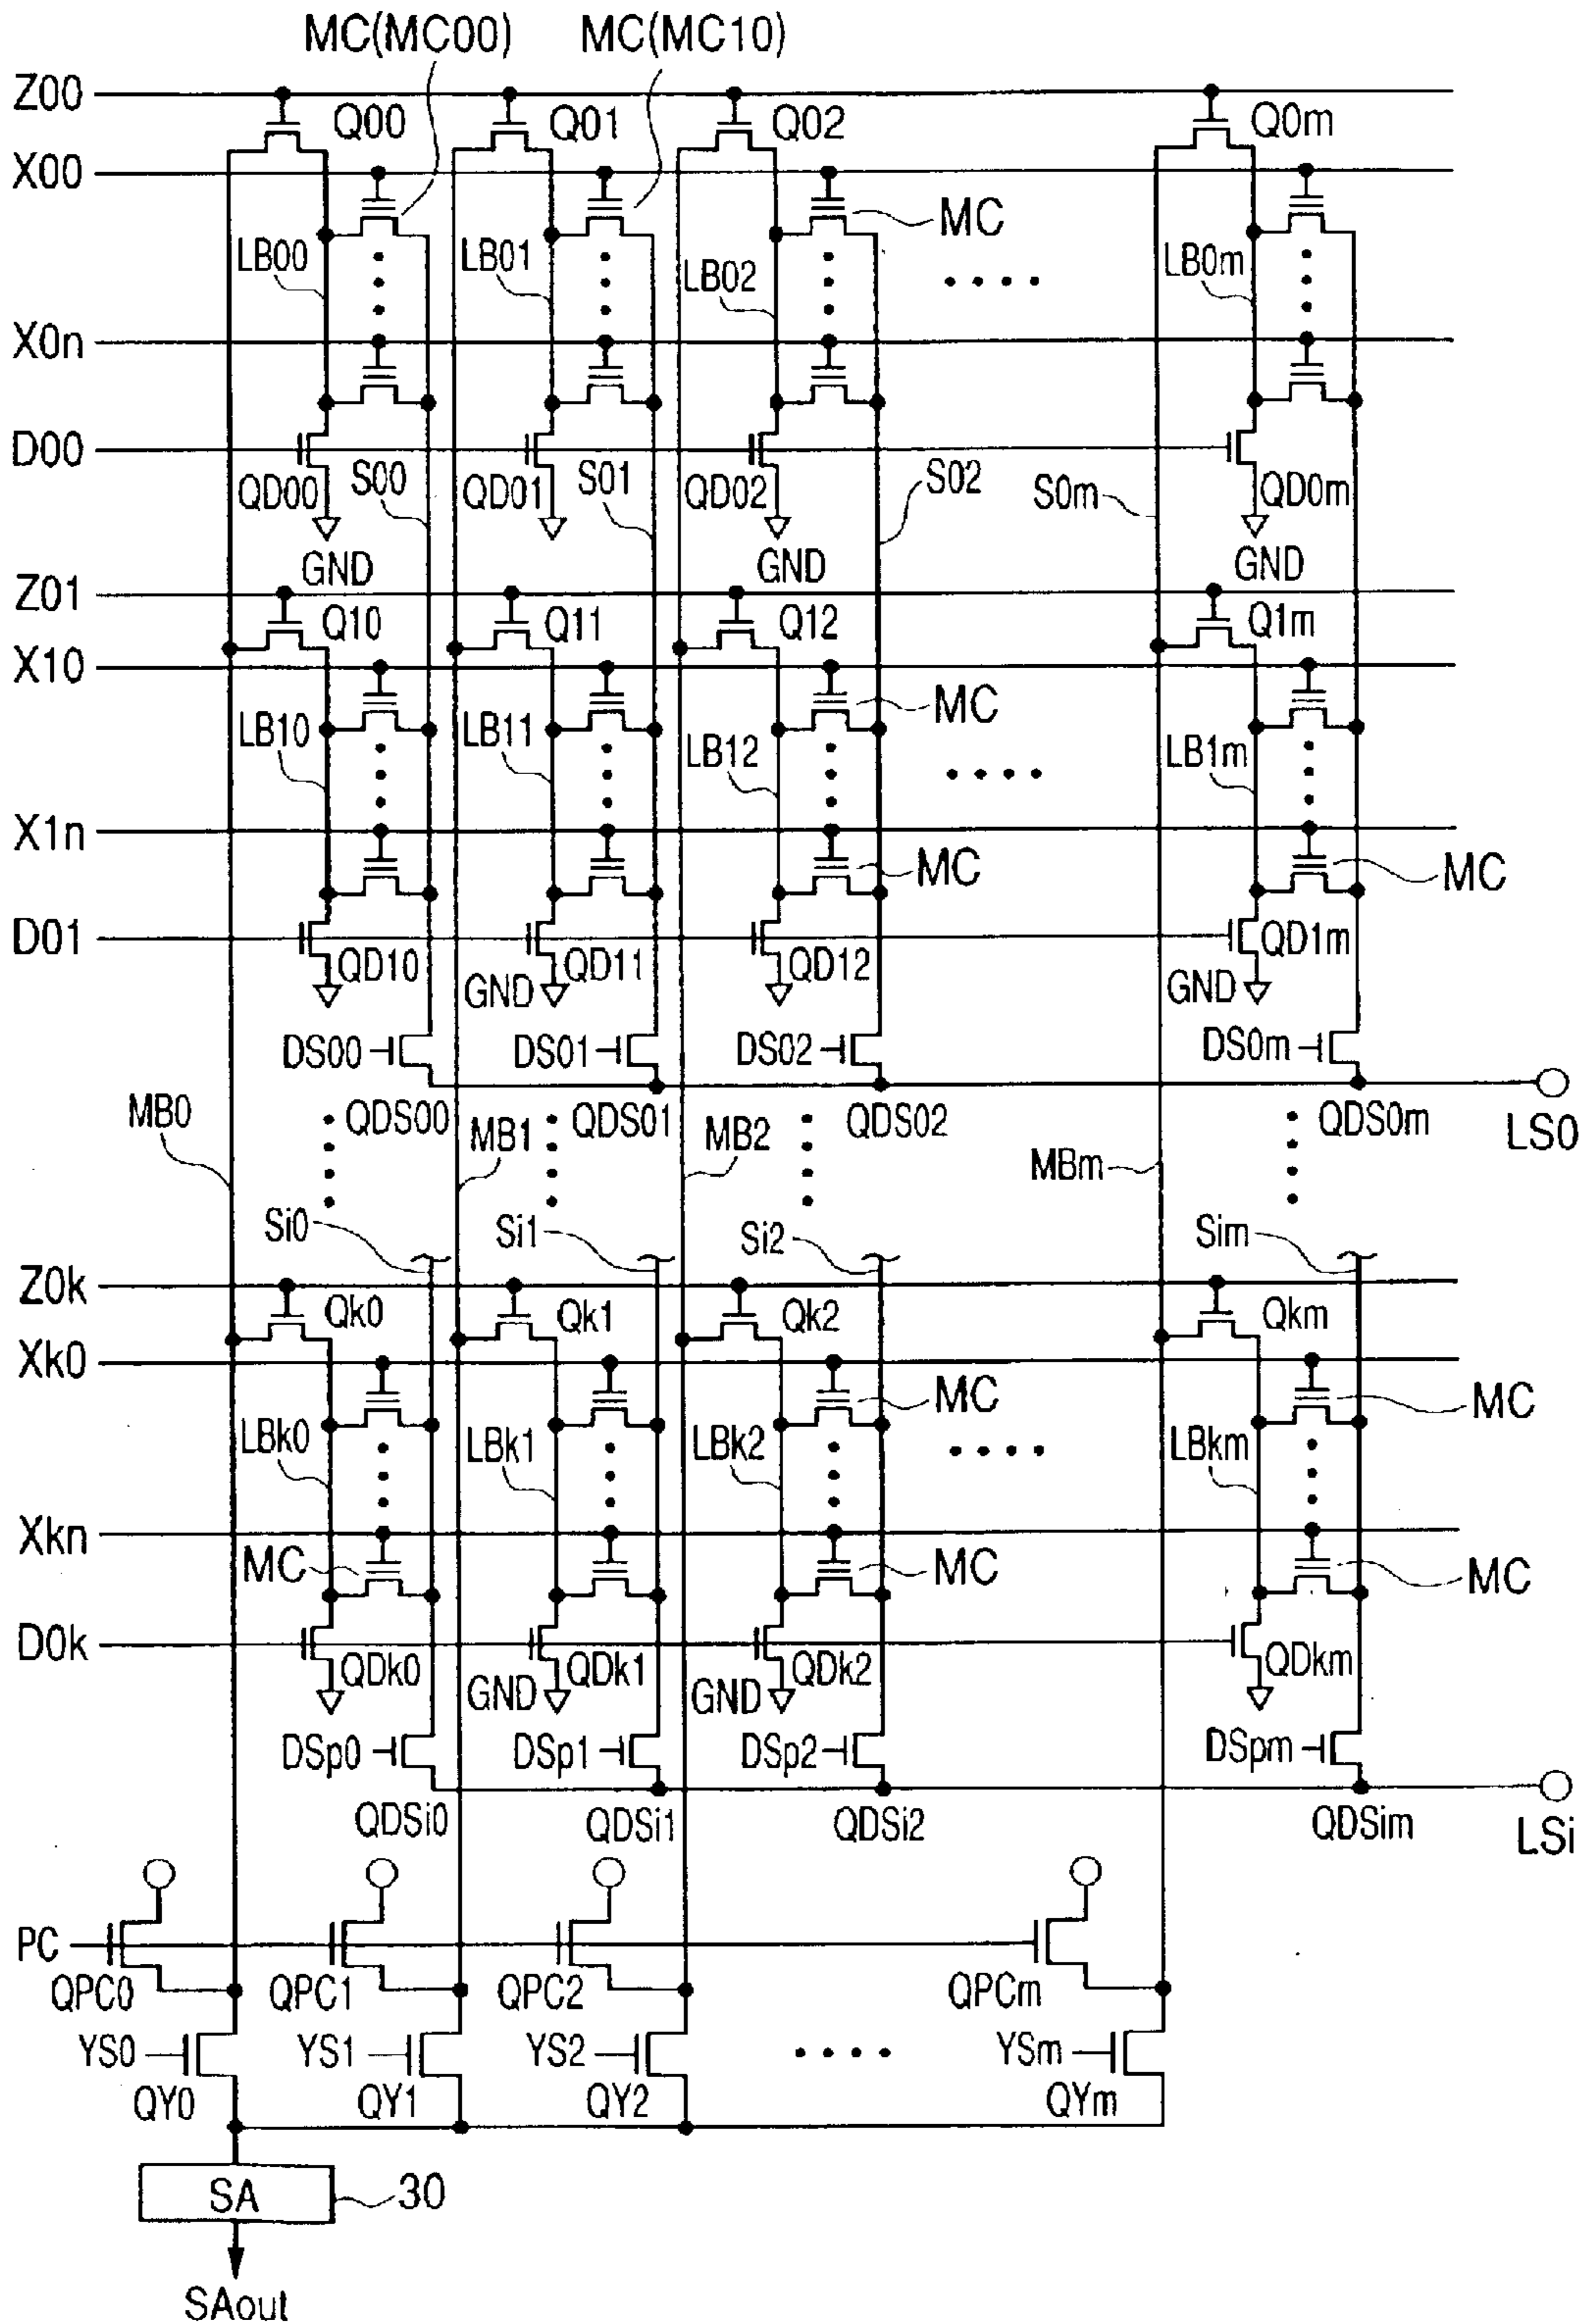 MC(MC00) MC(MC10)
Z00
Q00 Q01 Q02 Q0m
X00
MC
LB00 LB01 LB02 LB0m
X0n
D00
QD00 S00 QD01 S01 QD02 S02 S0m QD0m
GND GND GND
Z01
Q10 Q11 Q12 Q1m
X10
MC
LB10 LB11 LB12 LB1m
X1n
MC MC
D01
QD10 QD11 QD12 QD1m
GND GND
DS00 DS01 DS02 DS0m
MB0 QDS00 MB1 QDS01 MB2 QDS02 MBm QDS0m LS0
Si0 Si1 Si2 Sim
Z0k
Qk0 Qk1 Qk2 Qkm
Xk0
MC MC
LBk0 LBk1 LBk2 LBkm
Xkn
MC MC MC
D0k
QDk0 QDk1 QDk2 QDkm
GND GND
DSp0 DSp1 DSp2 DSpm
QDSi0 QDSi1 QDSi2 QDSim LSi
PC
QPC0 QPC1 QPC2 QPCm
YS0 YS1 YS2 YSm
QY0 QY1 QY2 QYm
SA 30
SAout